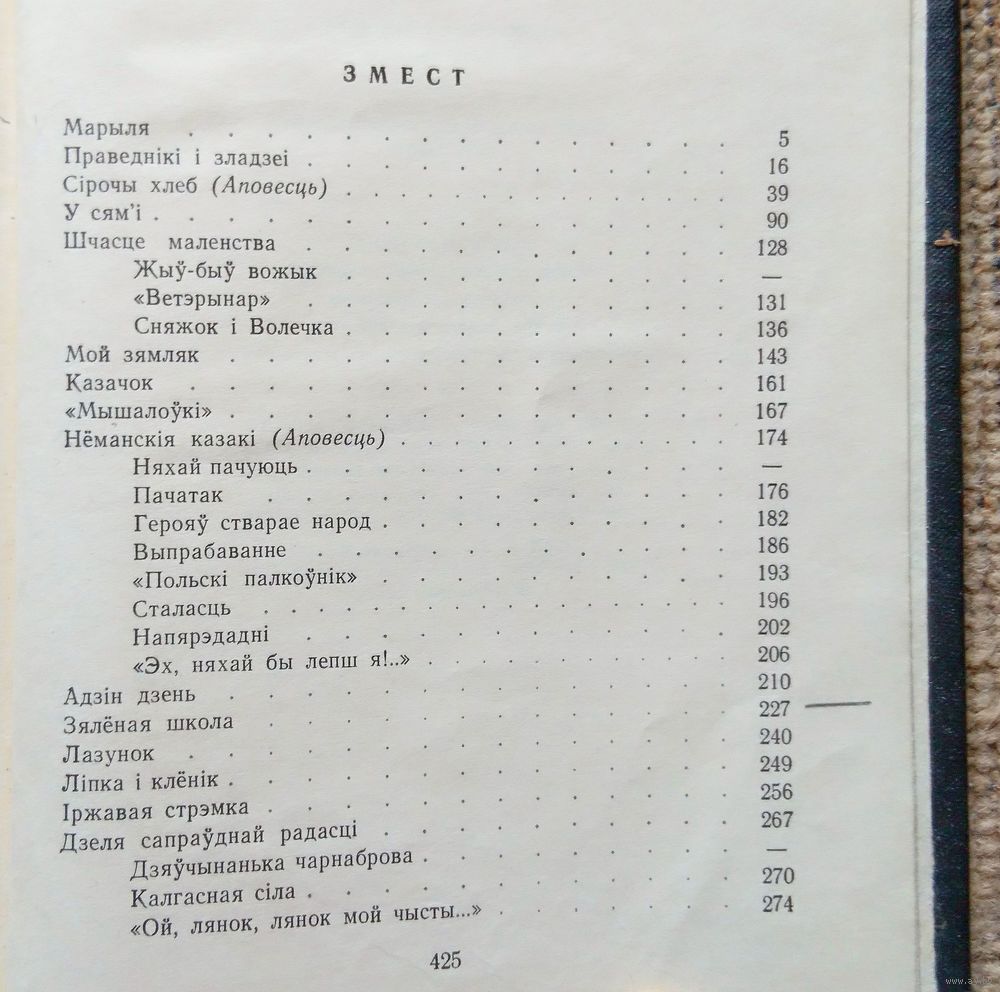 ЗМЕСТ
Марыля . . . . . . . . . . . . . 5
Праведнікі і зладзеі . . . . . . . . . . 16
Сірочы хлеб (Аповесць) . . . . . . . . . . 39
У сям'і . . . . . . . . . . . . . 90
Шчасце маленства . . . . . . . . . . 128
Жыў-быў вожык . . . . . . . . . —
«Ветэрынар» . . . . . . . . . . 131
Сняжок і Волечка . . . . . . . . . 136
Мой зямляк . . . . . . . . . . . 143
Казачок . . . . . . . . . . . . 161
«Мышалоўкі» . . . . . . . . . . . 167
Нёманскія казакі (Аповесць) . . . . . . . . 174
Няхай пачуюць . . . . . . . . . . —
Пачатак . . . . . . . . . . . 176
Герояў стварае народ . . . . . . . . 182
Выпрабаванне . . . . . . . . . . 186
«Польскі палкоўнік» . . . . . . . . 193
Сталасць . . . . . . . . . . . 196
Напярэдадні . . . . . . . . . . 202
«Эх, няхай бы лепш я!..» . . . . . . . 206
Адзін дзень . . . . . . . . . . . 210
Зялёная школа . . . . . . . . . . 227
Лазунок . . . . . . . . . . . . 240
Ліпка і клёнік . . . . . . . . . . . 249
Іржавая стрэмка . . . . . . . . . . 256
Дзеля сапраўднай радасці . . . . . . . . 267
Дзяўчынанька чарнаброва . . . . . . . —
Калгасная сіла . . . . . . . . . . 270
«Ой, лянок, лянок мой чысты...» . . . . . . 274
425